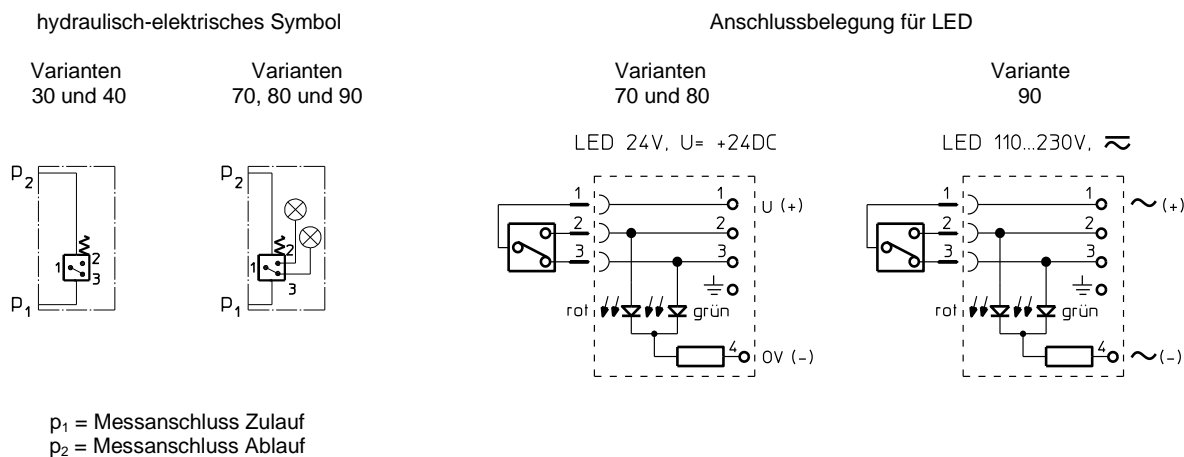 hydraulisch-elektrisches Symbol
Anschlussbelegung für LED
Varianten
30 und 40
Varianten
70, 80 und 90
Varianten
70 und 80
Variante
90
LED 24V, U= +24DC
LED 110...230V, ⎓∼
p2
1
2
3
p1
p2
1
2
3
p1
1
1
U (+)
2
2
3
3
rot
grün
4
0V (-)
1
1
∼ (+)
2
2
3
3
rot
grün
4
∼ (-)
p1 = Messanschluss Zulauf
p2 = Messanschluss Ablauf